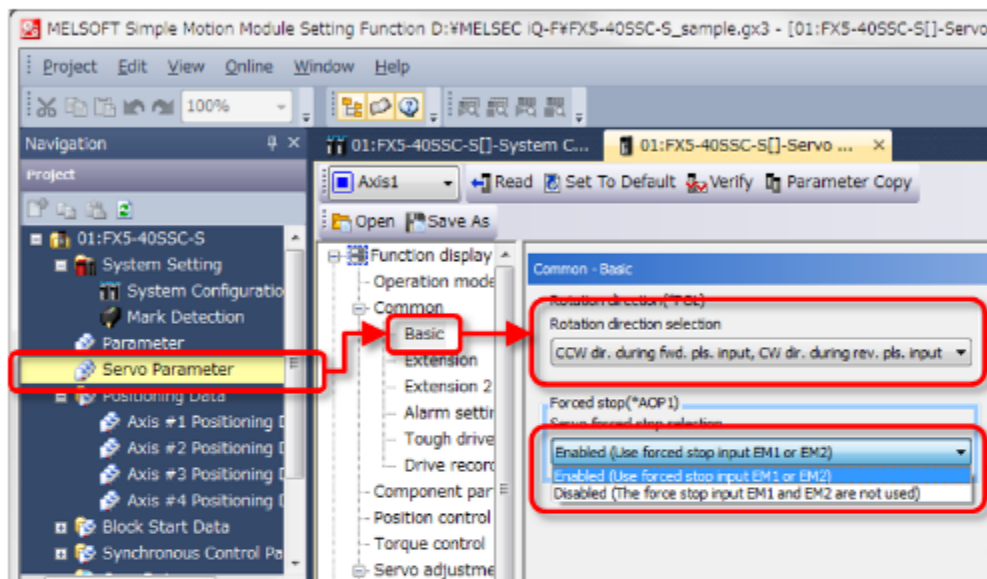 MELSOFT Simple Motion Module Setting Function D:¥MELSEC iQ-F¥FX5-40SSC-S_sample.gx3 - [01:FX5-40SSC-S[]-Servo
Project Edit View Online Window Help
100%
Navigation
01:FX5-40SSC-S[]-System C...
01:FX5-40SSC-S[]-Servo ...
Project
Axis1
Read
Set To Default
Verify
Parameter Copy
Open
Save As
01:FX5-40SSC-S
System Setting
System Configuratio
Mark Detection
Parameter
Servo Parameter
Positioning Data
Axis #1 Positioning D
Axis #2 Positioning D
Axis #3 Positioning D
Axis #4 Positioning D
Block Start Data
Synchronous Control Pa
Function display
Operation mode
Common
Basic
Extension
Extension 2
Alarm settin
Tough drive
Drive record
Component par
Position control
Torque control
Servo adjustme
Common - Basic
Rotation direction(*POL)
Rotation direction selection
CCW dir. during fwd. pls. input, CW dir. during rev. pls. input
Forced stop(*AOP1)
Servo forced stop selection
Enabled (Use forced stop input EM1 or EM2)
Enabled (Use forced stop input EM1 or EM2)
Disabled (The force stop input EM1 and EM2 are not used)